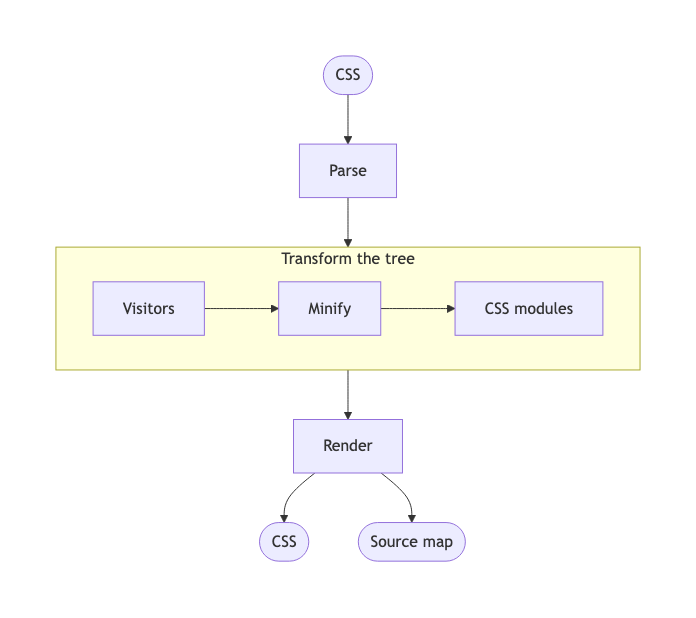 CSS
Parse
Transform the tree
Visitors
Minify
CSS modules
Render
CSS
Source map